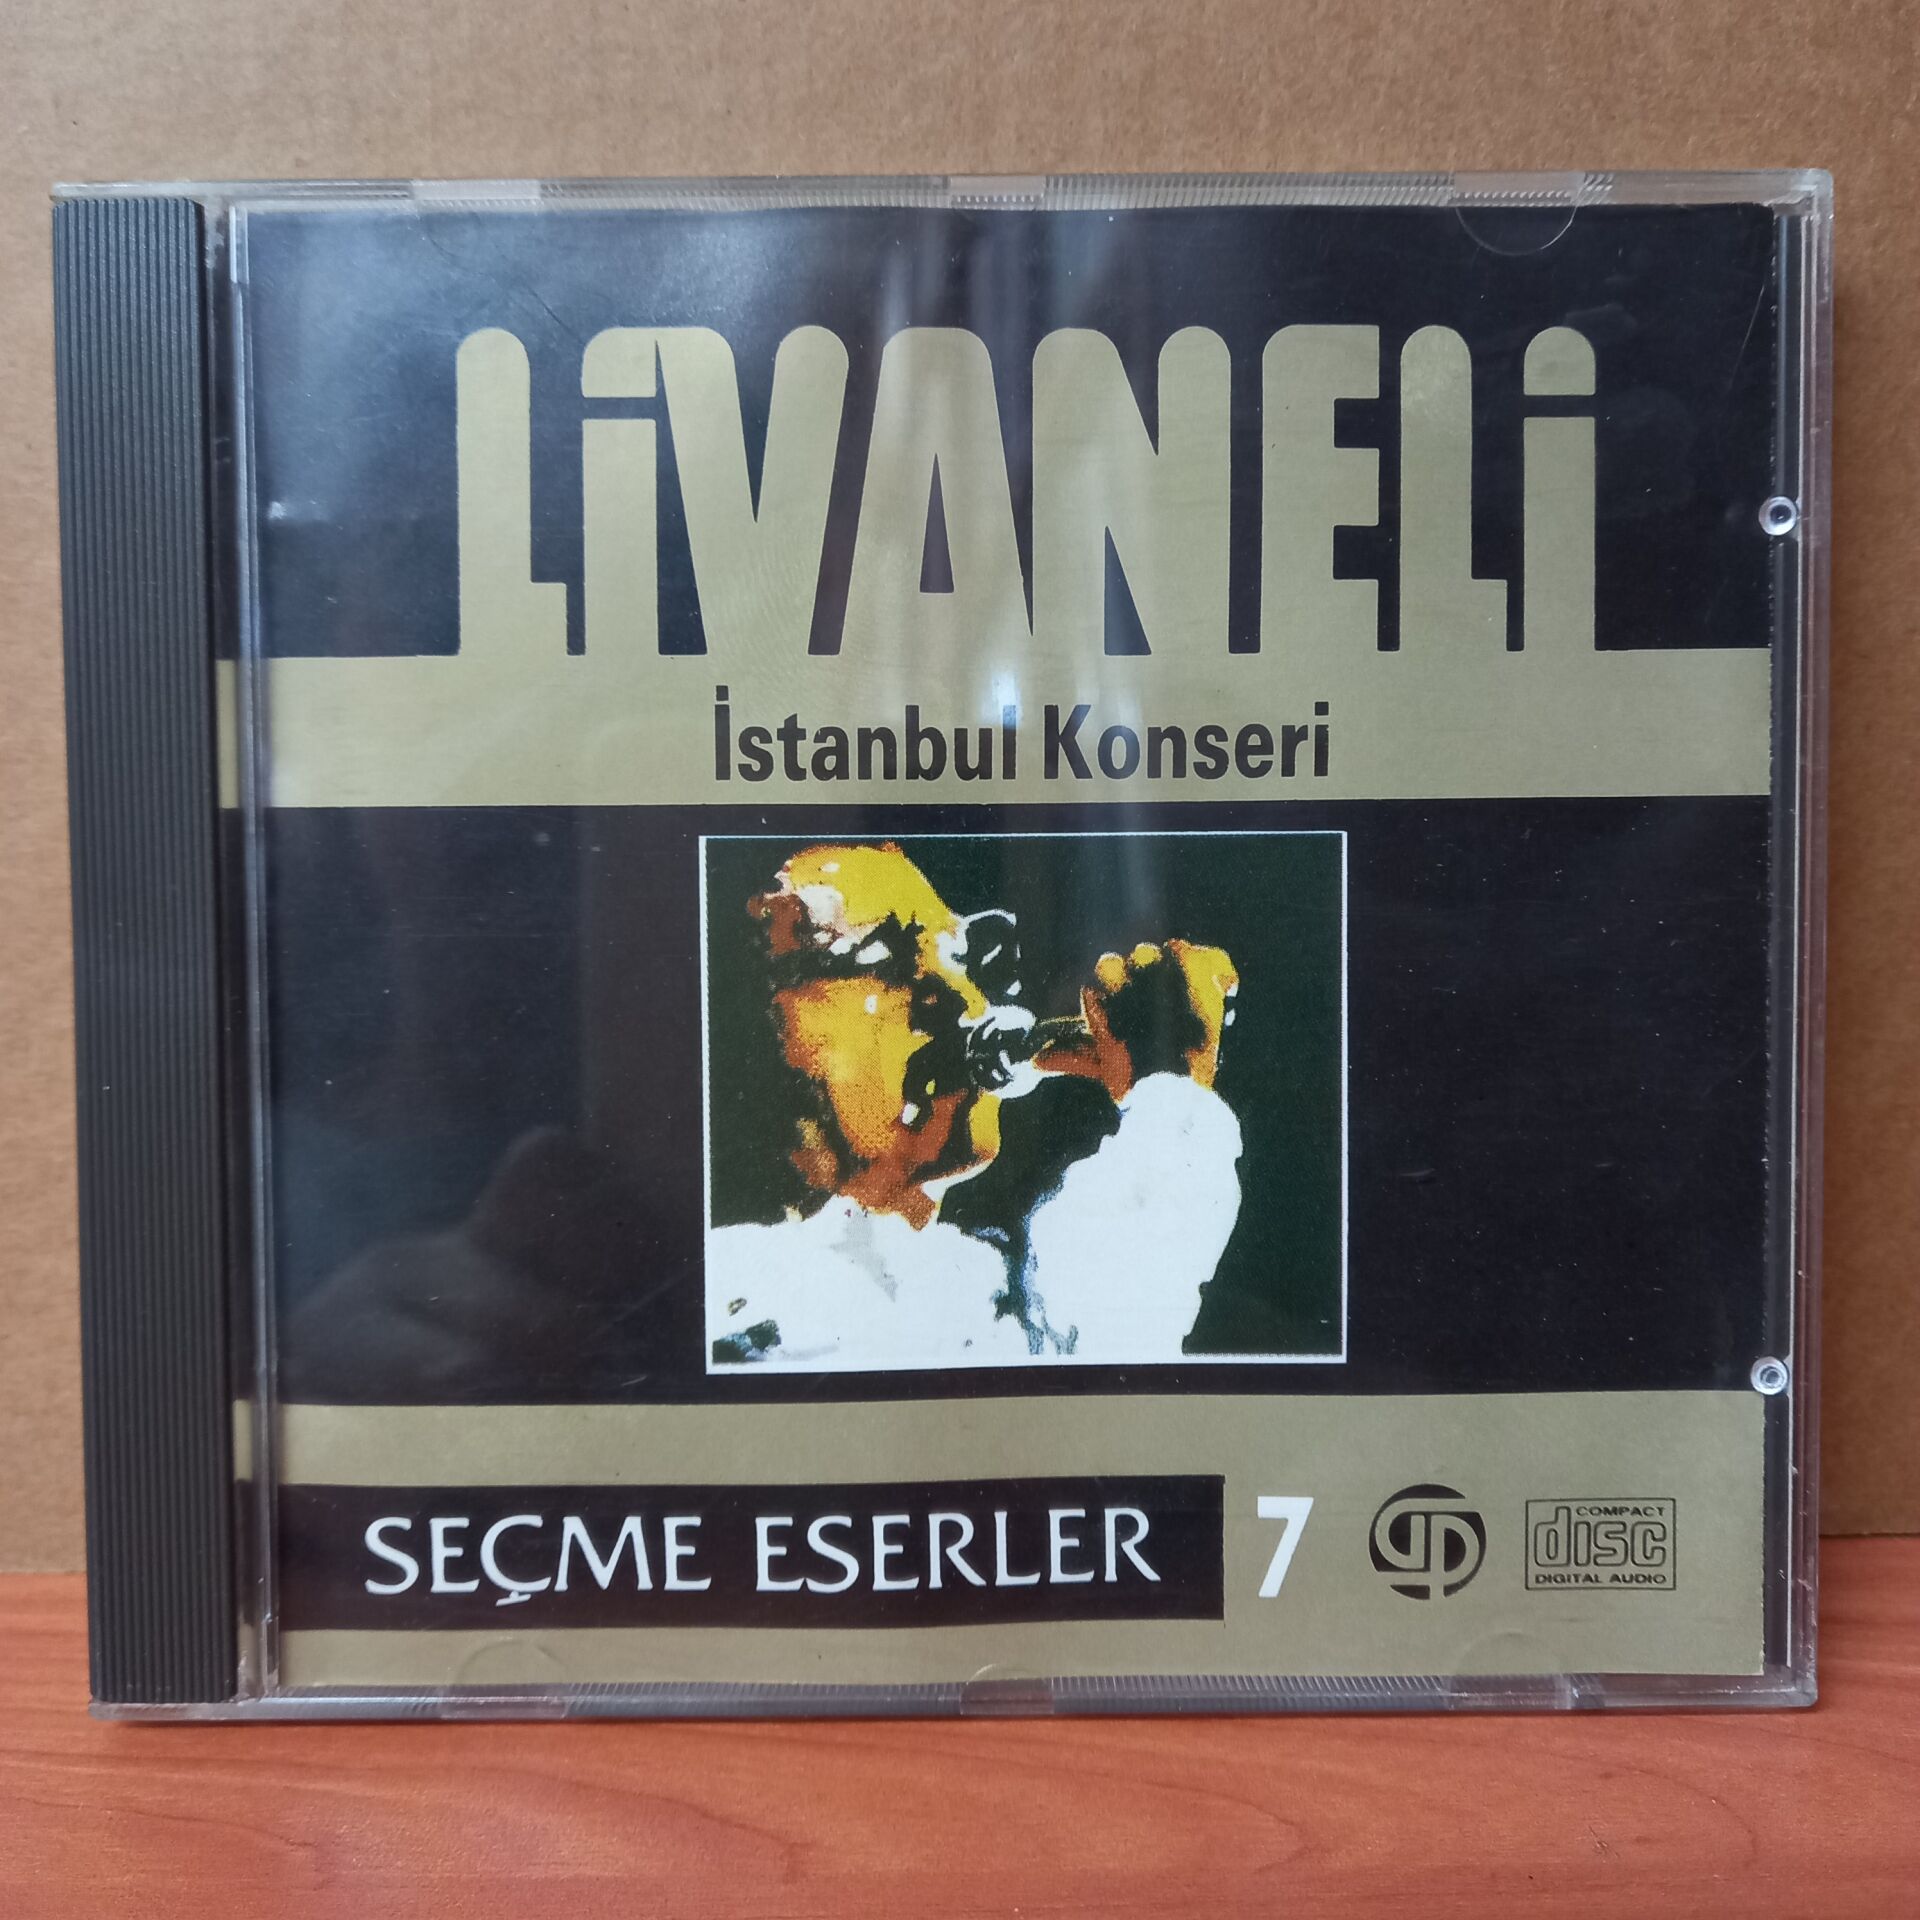 LİVANELİ
İstanbul Konseri
SEÇME ESERLER 7
COMPACT
disc
DIGITAL AUDIO